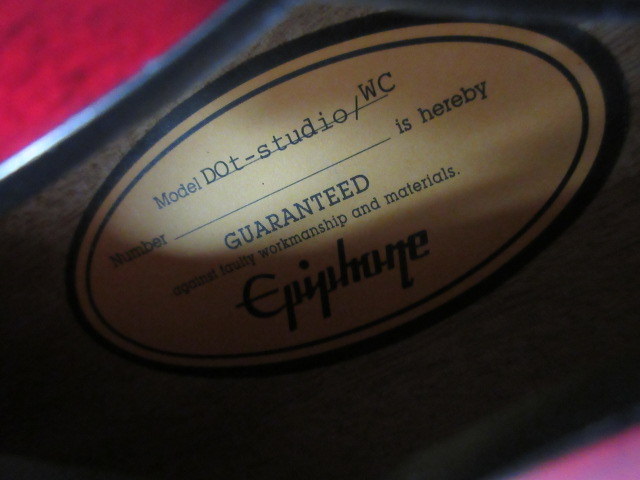 Model DOt-studio/WC
Number is hereby
GUARANTEED
against faulty workmanship and materials.
Epiphone